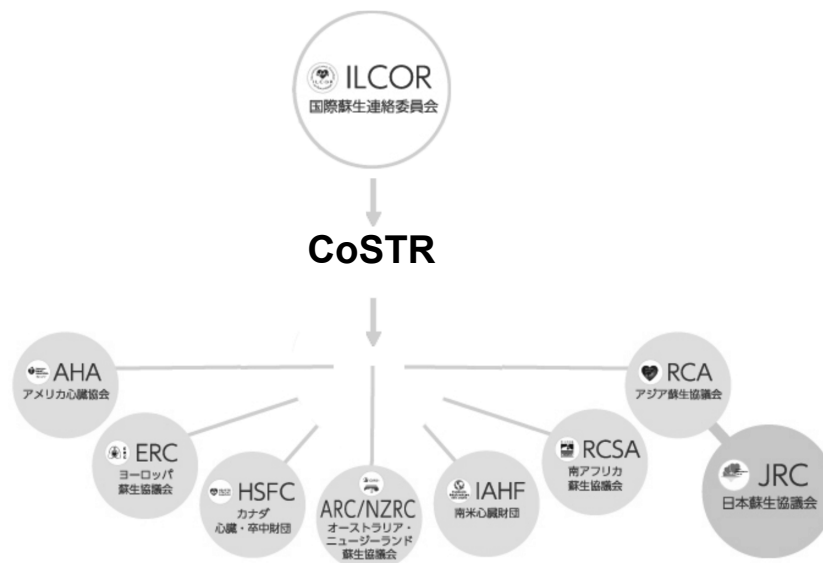 ILCOR
国際蘇生連絡委員会
CoSTR
AHA
アメリカ心臓協会
ERC
ヨーロッパ
蘇生協議会
HSFC
カナダ
心臓・卒中財団
ARC/NZRC
オーストラリア・
ニュージーランド
蘇生協議会
IAHF
南米心臓財団
RCSA
南アフリカ
蘇生協議会
RCA
アジア蘇生協議会
JRC
日本蘇生協議会